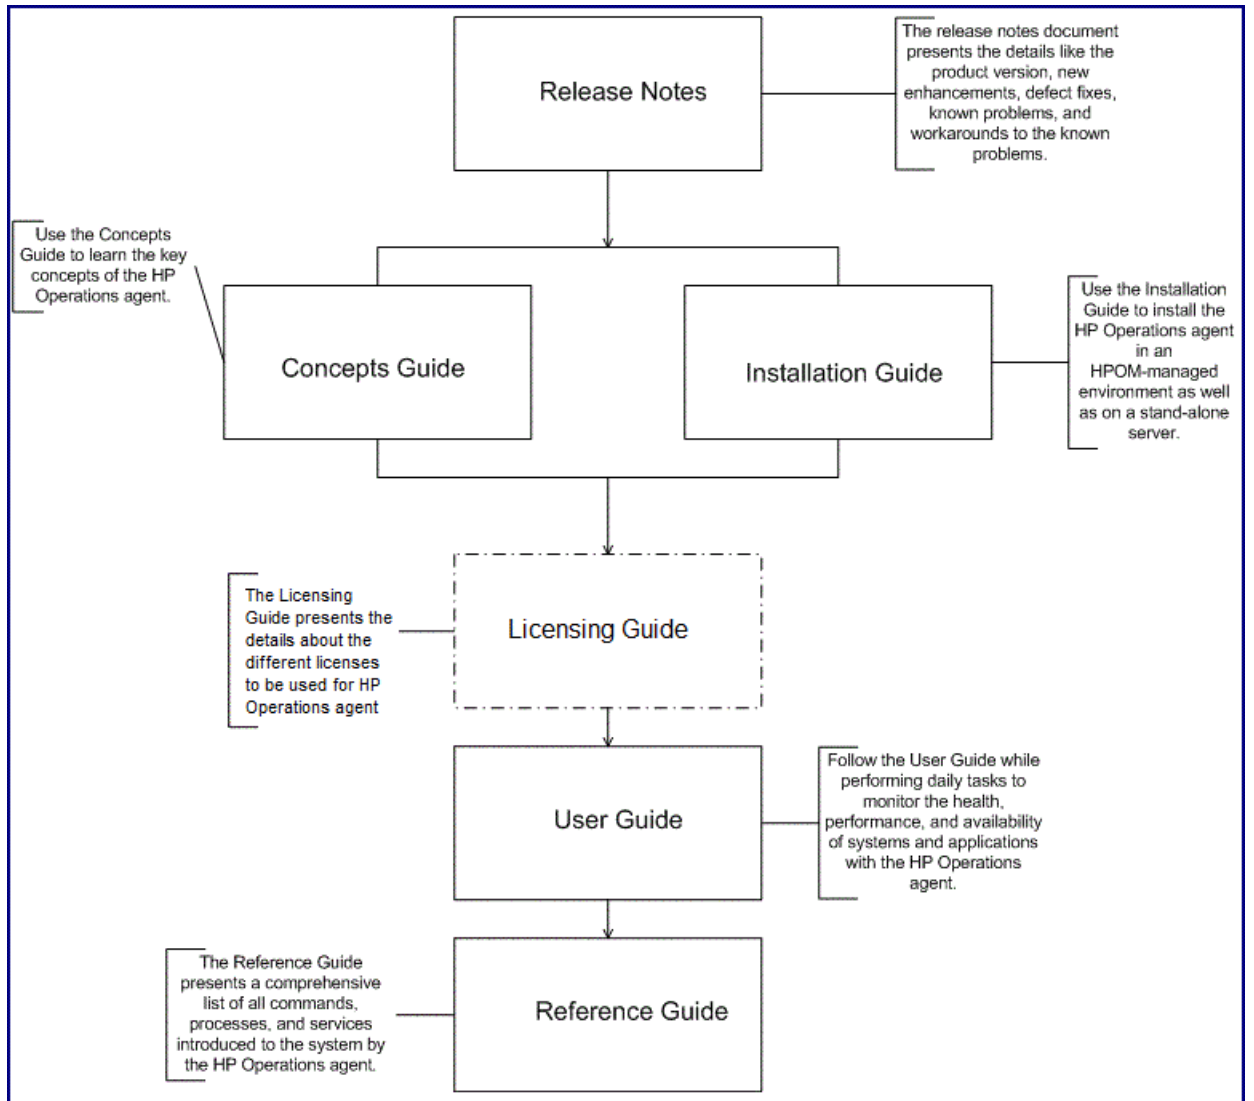 Release Notes
The release notes document
presents the details like the
product version, new
enhancements, defect fixes,
known problems, and
workarounds to the known
problems.
Use the Concepts
Guide to learn the key
concepts of the HP
Operations agent.
Concepts Guide
Installation Guide
Use the Installation
Guide to install the
HP Operations agent
in an
HPOM-managed
environment as well
as on a stand-alone
server.
The Licensing
Guide presents the
details about the
different licenses
to be used for HP
Operations agent
Licensing Guide
User Guide
Follow the User Guide while
performing daily tasks to
monitor the health,
performance, and availability
of systems and applications
with the HP Operations
agent.
The Reference Guide
presents a comprehensive
list of all commands,
processes, and services
introduced to the system by
the HP Operations agent.
Reference Guide